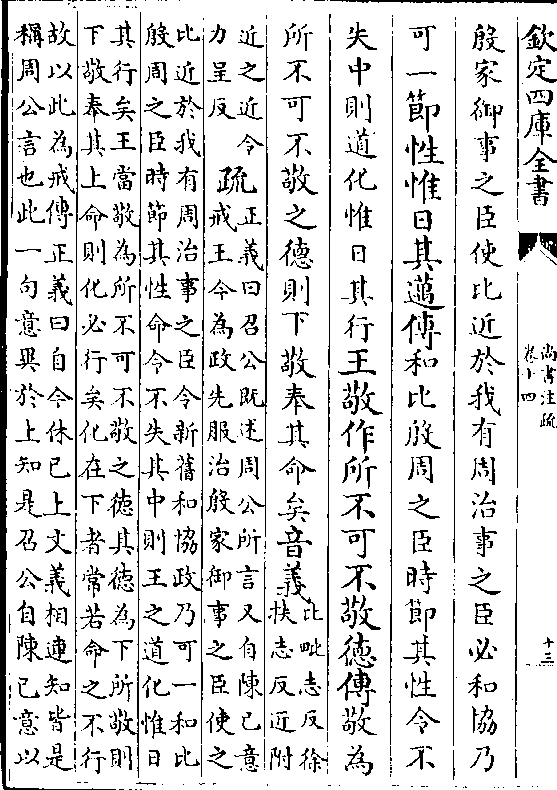 欽定四庫全書
尚書注疏
卷十四
十三
殷家御事之臣使比近於我有周治事之臣必和協乃
可一節性惟日其邁傳和比殷周之臣時節其性令不
失中則道化惟日其行王敬作所不可不敬德傳敬為
所不可不敬之德則下敬奉其命矣音義
比毗志反徐
扶志反近附
近之近令
力呈反
疏
正義曰召公既述周公所言又自陳己意
戒王今為政先服治殷家御事之臣使之
比近於我有周治事之臣令新舊和協政乃可一和比
殷周之臣時節其性命令不失其中則王之道化惟日
其行矣王當敬為所不可不敬之德其德為下所敬則
下敬奉其上命則化必行矣化在下者常若命之不行
故以此為戒傳正義曰自今休已上文義相連知皆是
稱周公言也此一句意異於上知是召公自陳己意以